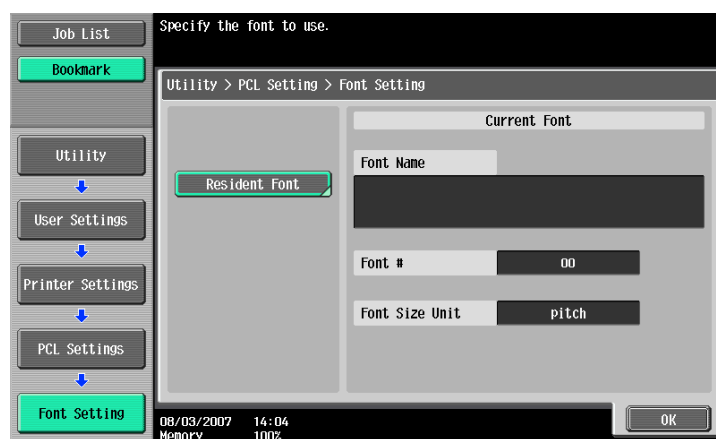 Job List
Bookmark
Specify the font to use.
Utility > PCL Setting > Font Setting
Utility
User Settings
Printer Settings
PCL Settings
Font Setting
Resident Font
Current Font
Font Name
Font # 00
Font Size Unit pitch
08/03/2007 14:04
Memory 100%
OK